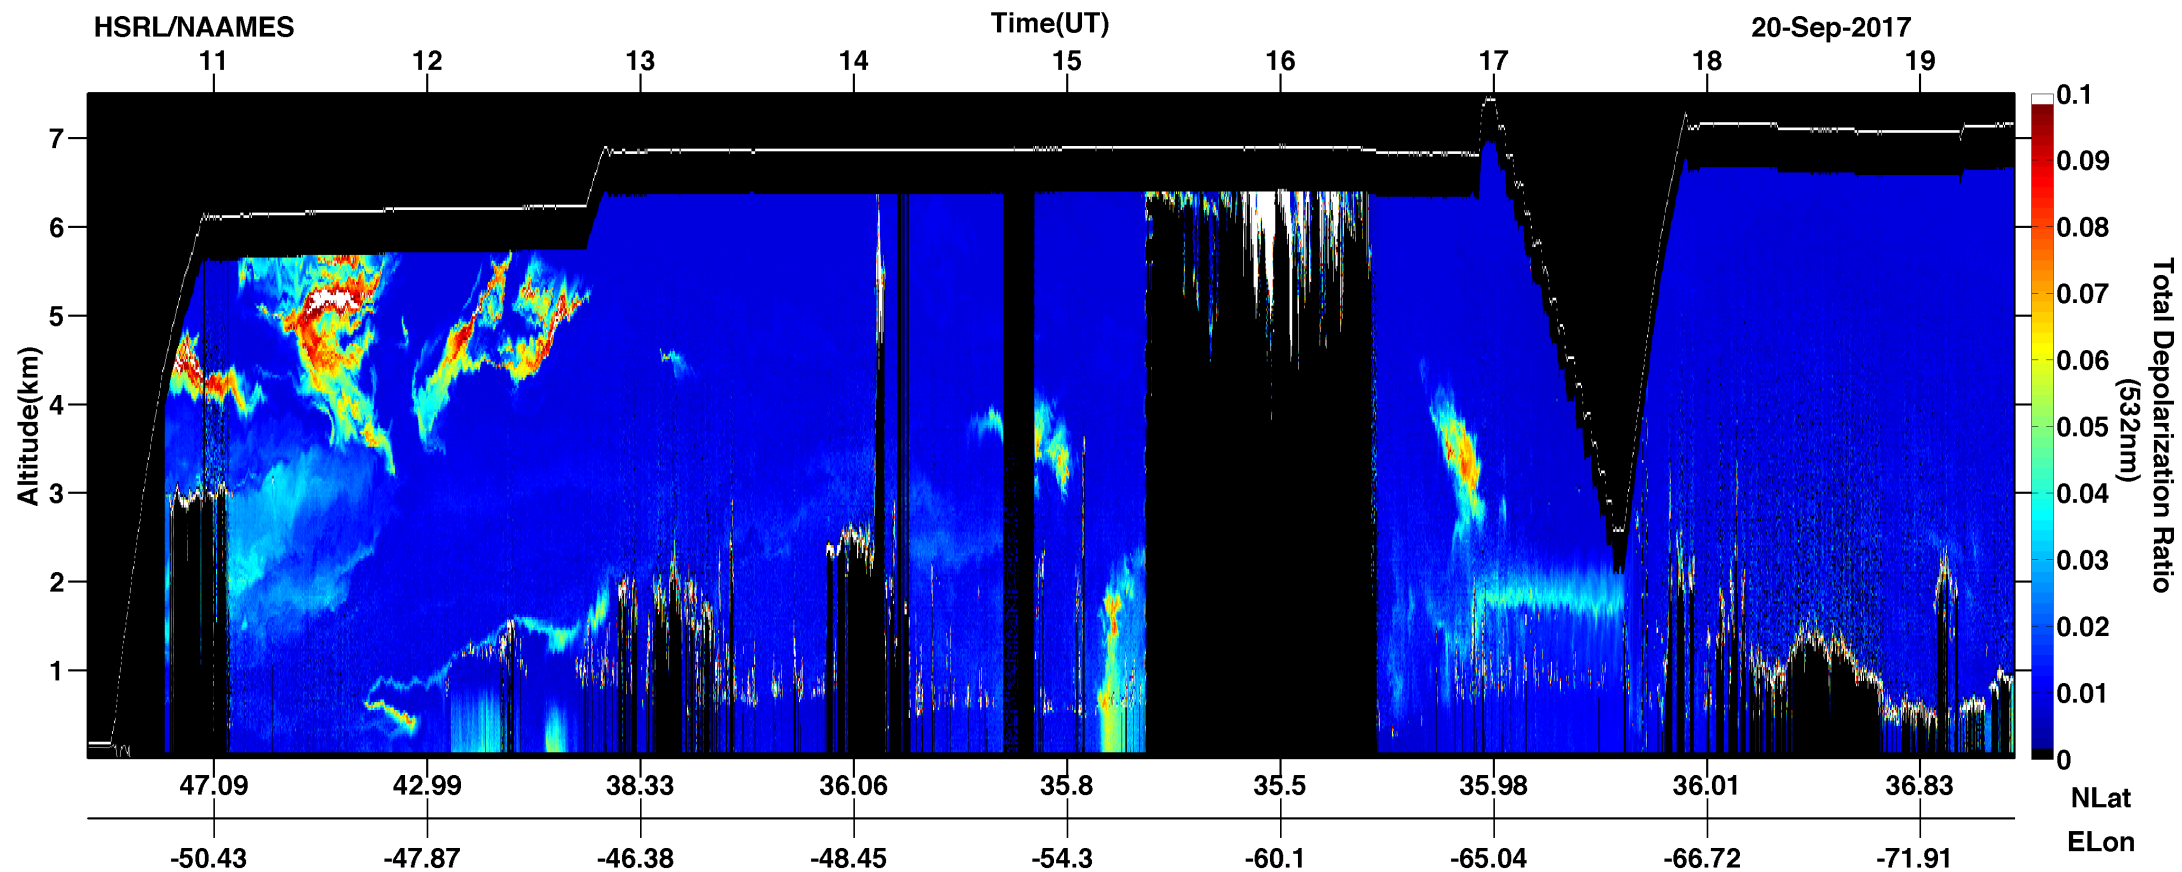 HSRL/NAAMES Time(UT) 20-Sep-2017
11 12 13 14 15 16 17 18 19
Altitude(km)
7
6
5
4
3
2
1
0.1
0.09
0.08
0.07
0.06
0.05
0.04
0.03
0.02
0.01
0
Total Depolarization Ratio
(532nm)
47.09 42.99 38.33 36.06 35.8 35.5 35.98 36.01 36.83 NLat
-50.43 -47.87 -46.38 -48.45 -54.3 -60.1 -65.04 -66.72 -71.91 ELon